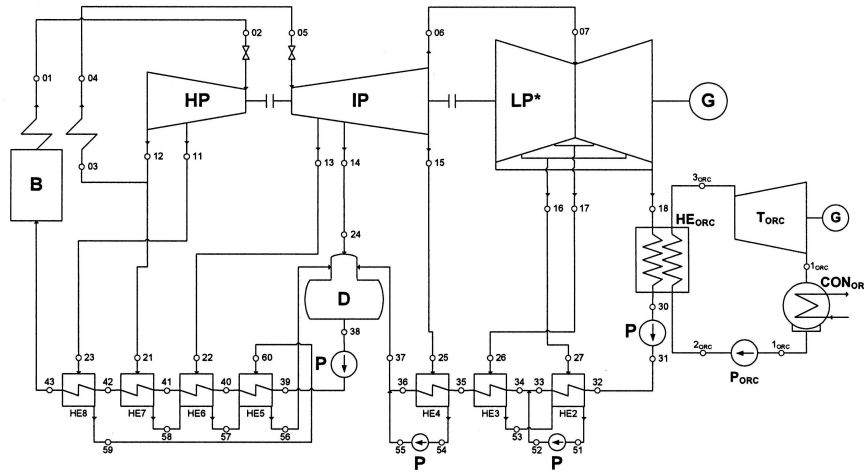 02
05
06
07
01
04
HP
IP
LP*
G
03
12
11
13
14
15
16
17
18
3ORC
B
HEORC
TORC
G
24
1ORC
CONOR
D
30
38
P
P
31
2ORC
1ORC
PORC
23
21
22
60
37
25
26
27
43
42
41
40
39
36
35
34
33
32
HE8
HE7
HE6
HE5
HE4
HE3
HE2
59
58
57
56
55
54
53
52
51
P
P